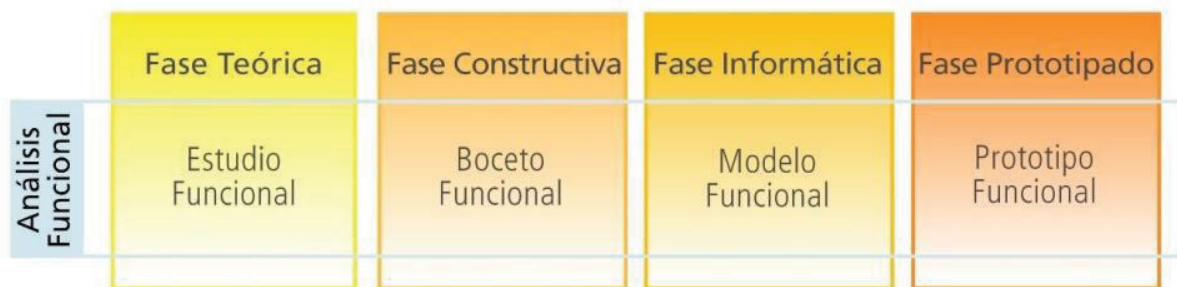 Fase Teórica
Fase Constructiva
Fase Informática
Fase Prototipado
Análisis
Funcional
Estudio
Funcional
Boceto
Funcional
Modelo
Funcional
Prototipo
Funcional